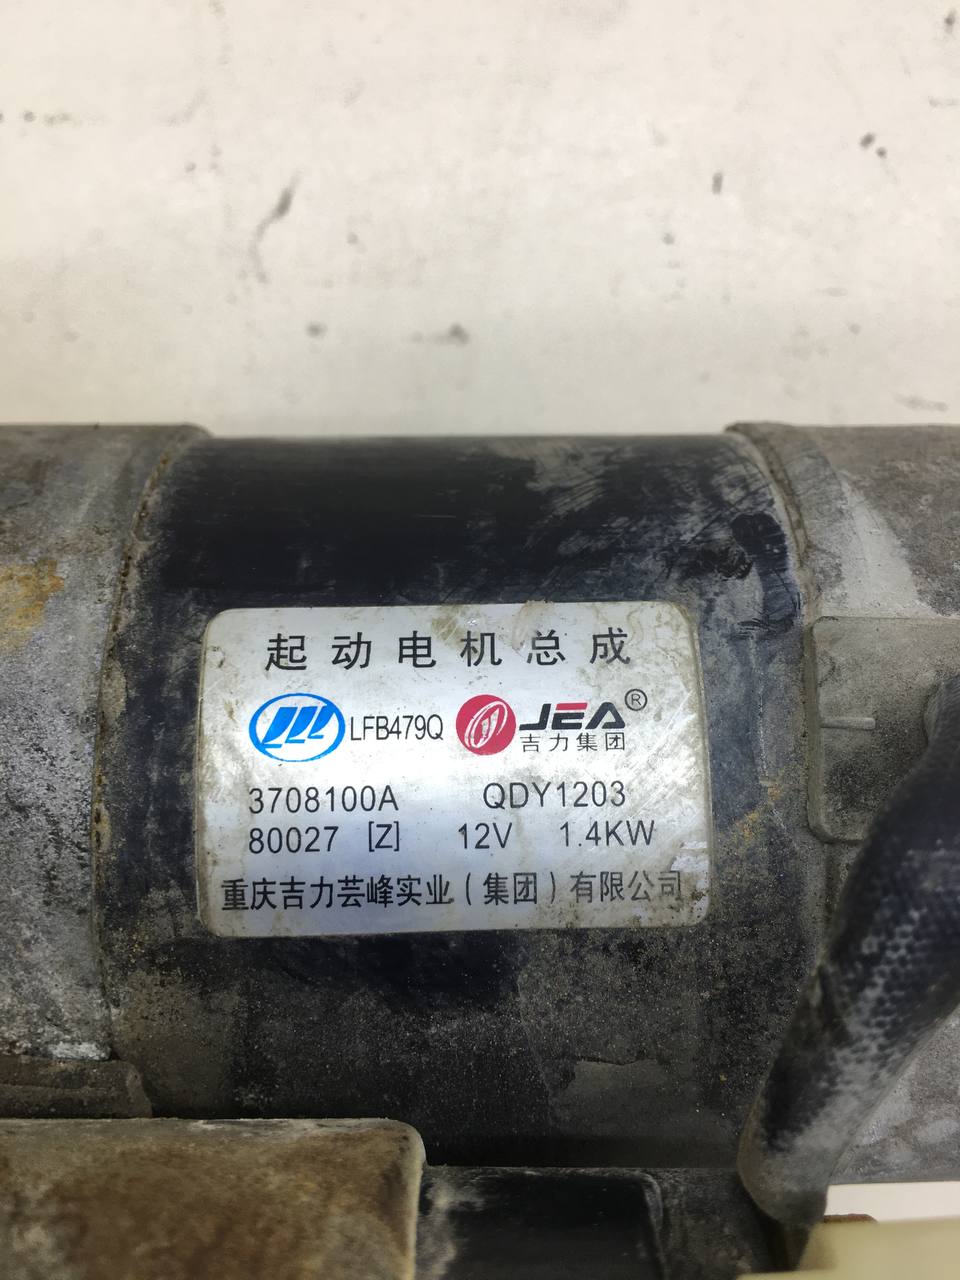 起动电机总成
LFB479Q JEA®
吉力集团
3708100A QDY1203
80027 [Z] 12V 1.4KW
重庆吉力芸峰实业(集团)有限公司